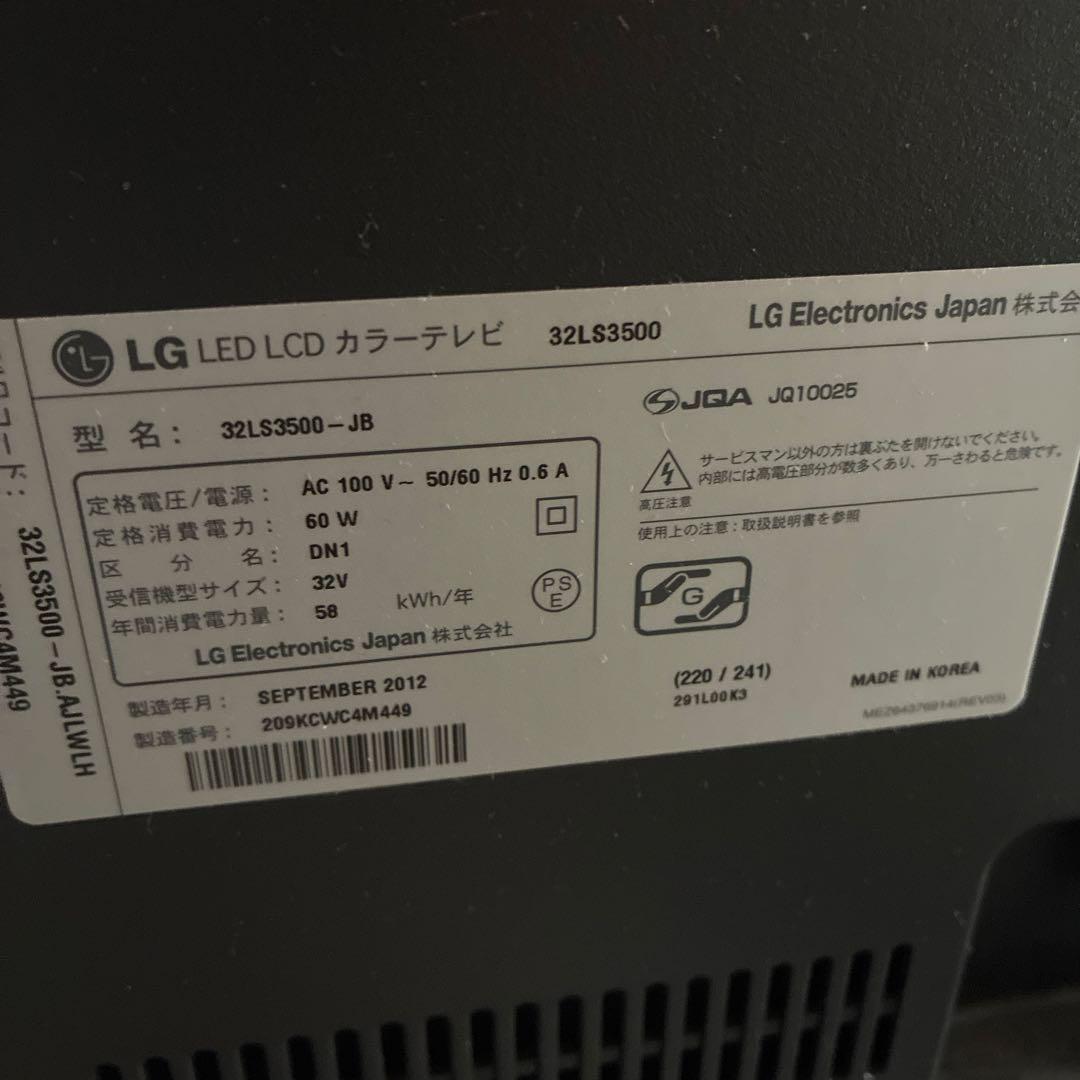 LG LED LCD カラーテレビ 32LS3500 LG Electronics Japan 株式会
型 名: 32LS3500-JB
JQA JQ10025
定格電圧/電源: AC 100 V～ 50/60 Hz 0.6 A
定格消費電力: 60 W
区 分 名: DN1
受信機型サイズ: 32V
年間消費電力量: 58 kWh/年
PS
E
LG Electronics Japan 株式会社
サービスマン以外の方は裏ぶたを開けないでください。
内部には高電圧部分が数多くあり、万一さわると危険です。
高圧注意
使用上の注意:取扱説明書を参照
G
製造年月: SEPTEMBER 2012
製造番号: 209KCWC4M449
(220 / 241)
291L00K3
MADE IN KOREA
MEZ64376914(REV03)
32LS3500-JB.AJLWLH
WC4M449